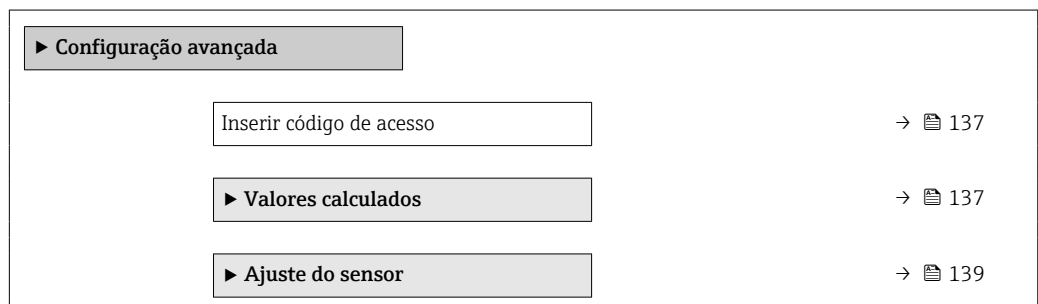 ▶ Configuração avançada
Inserir código de acesso → 137
▶ Valores calculados → 137
▶ Ajuste do sensor → 139